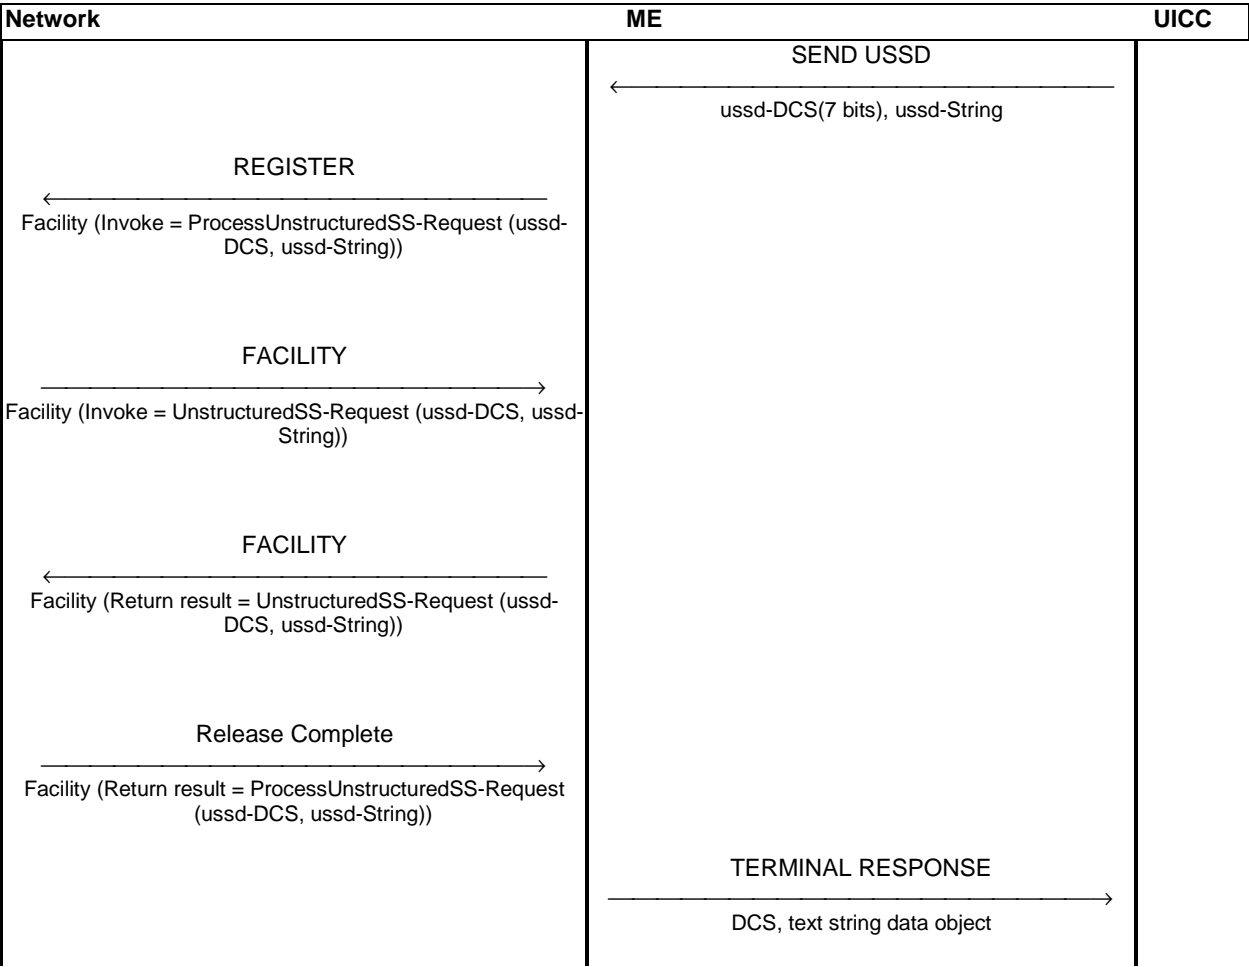 Network ME UICC
SEND USSD
ussd-DCS(7 bits), ussd-String
REGISTER
Facility (Invoke = ProcessUnstructuredSS-Request (ussd-
DCS, ussd-String))
FACILITY
Facility (Invoke = UnstructuredSS-Request (ussd-DCS, ussd-
String))
FACILITY
Facility (Return result = UnstructuredSS-Request (ussd-
DCS, ussd-String))
Release Complete
Facility (Return result = ProcessUnstructuredSS-Request
(ussd-DCS, ussd-String))
TERMINAL RESPONSE
DCS, text string data object